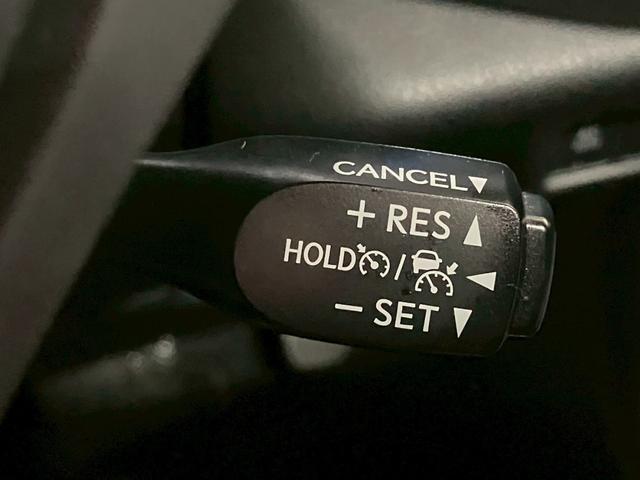 CANCEL▼
+ RES ▲
HOLD / ◀
− SET ▼